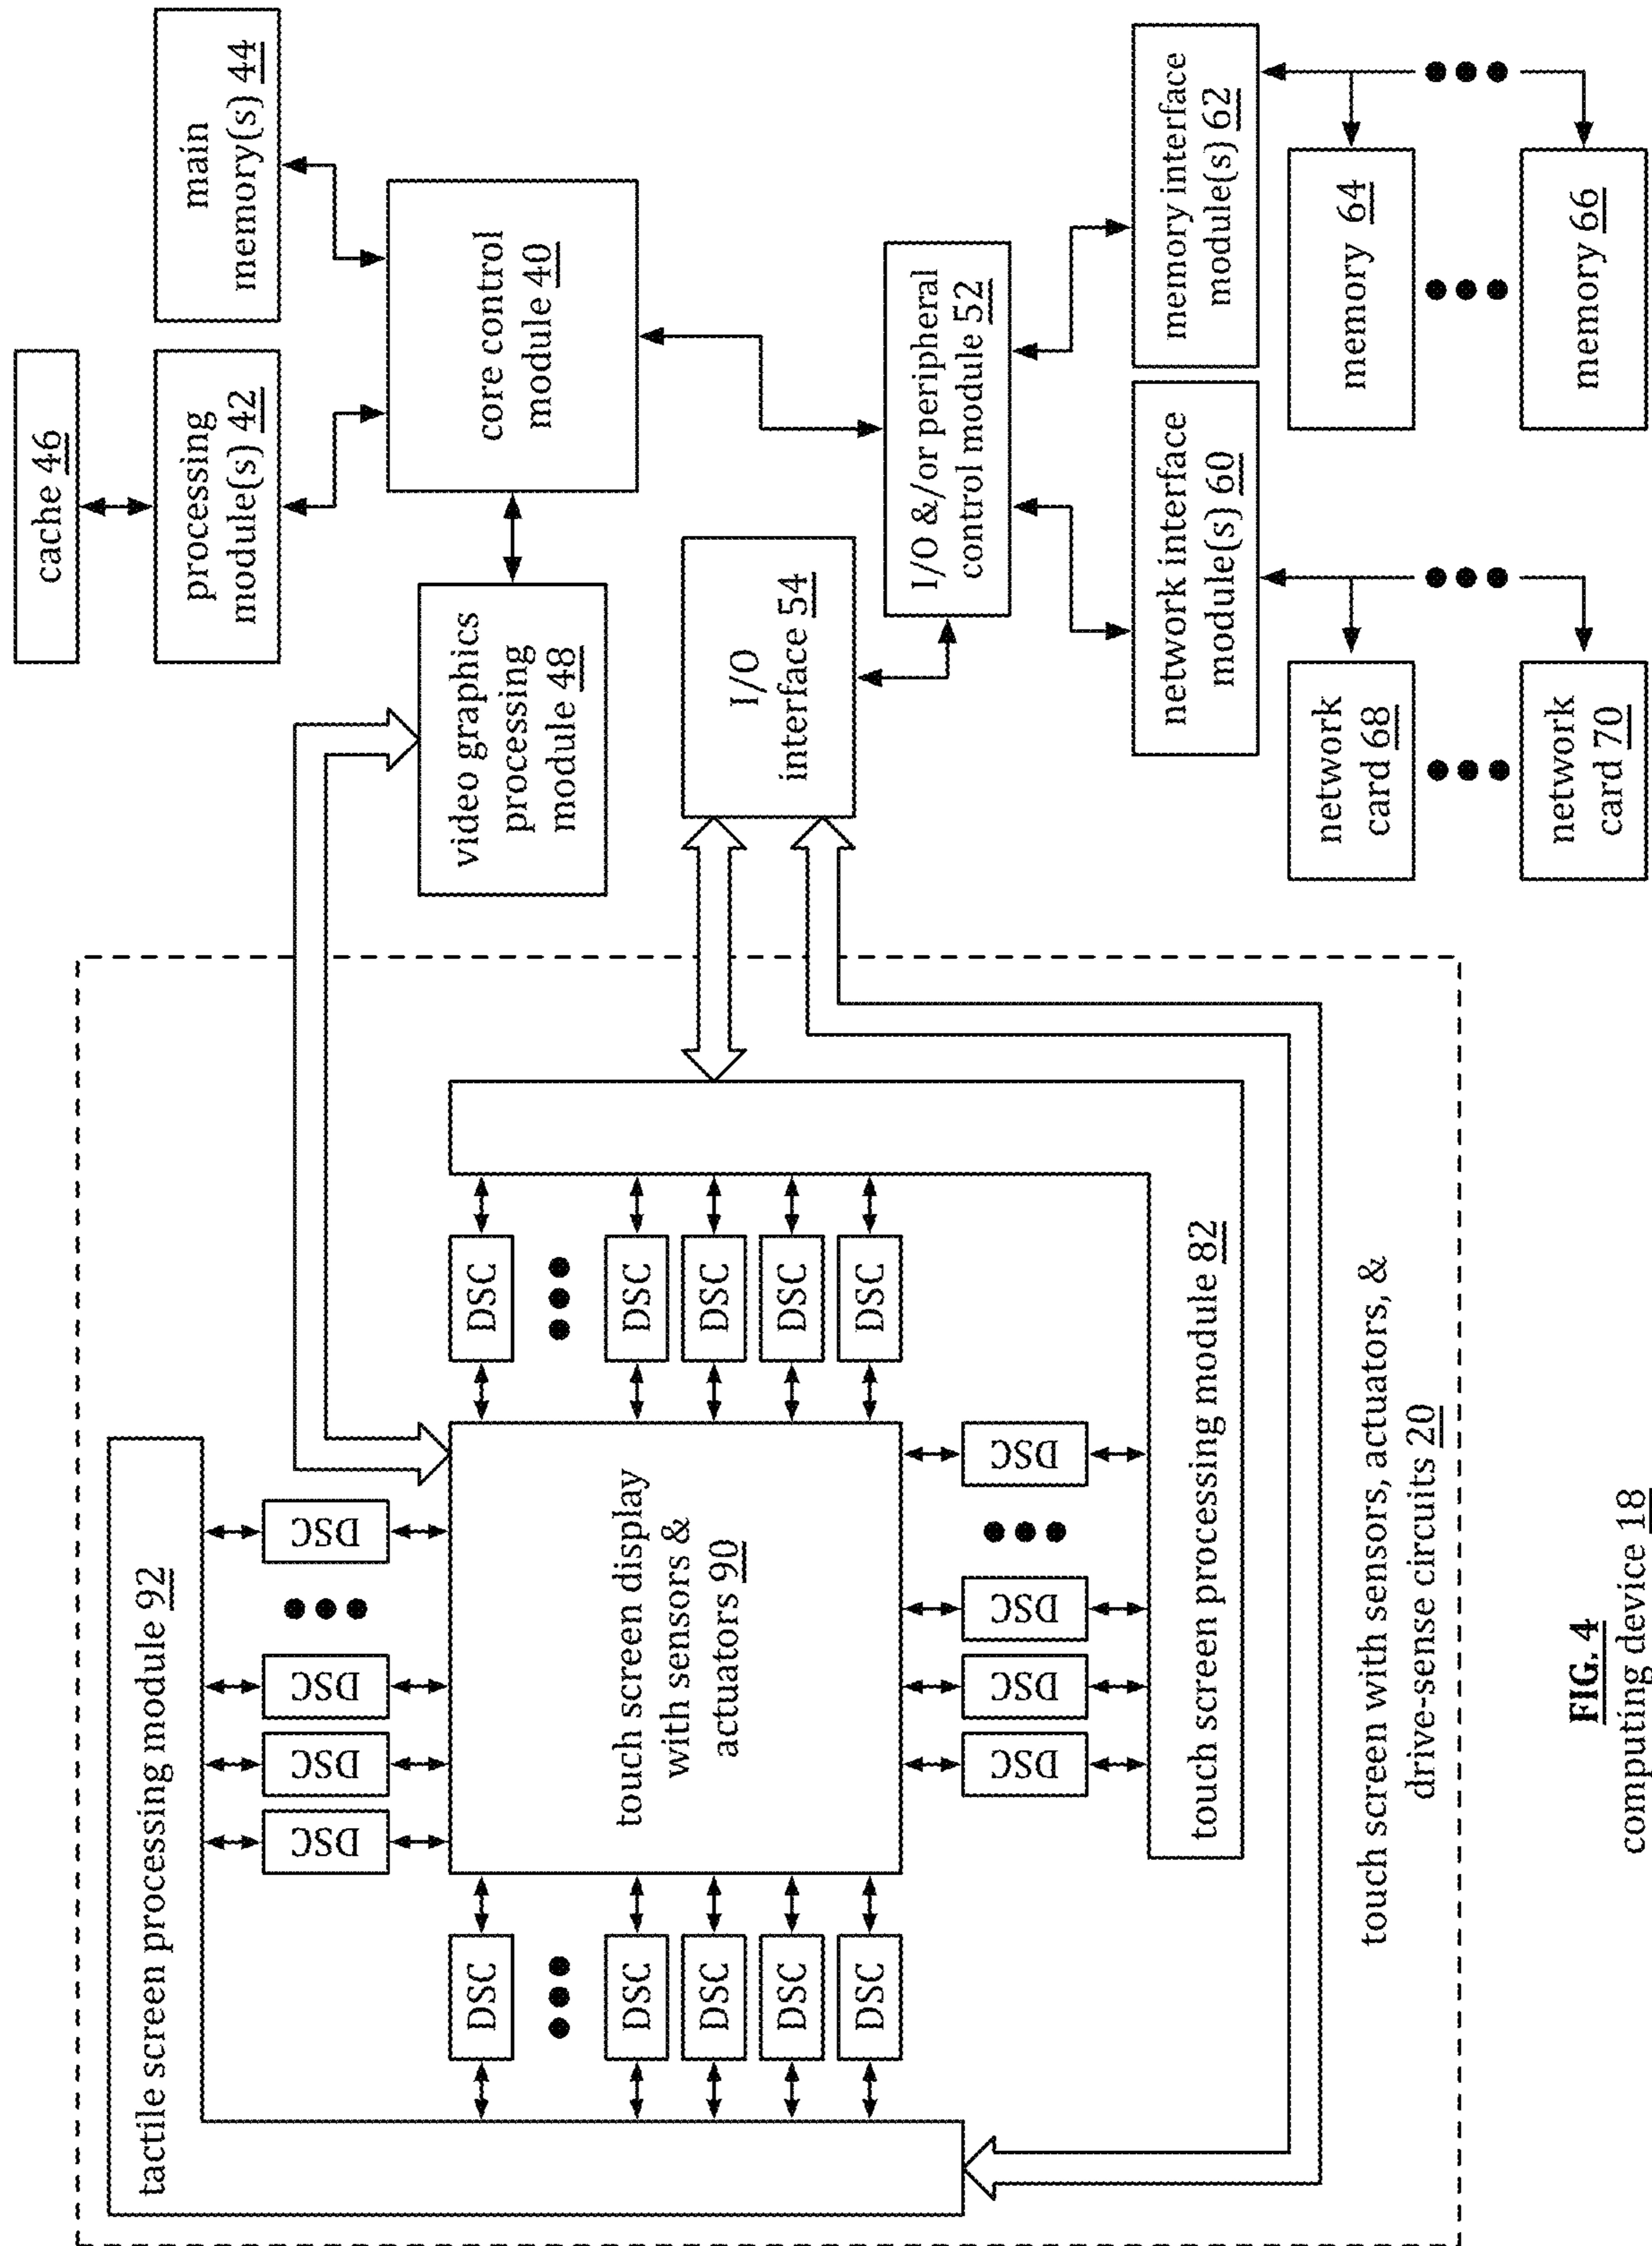 cache 46
processing
module(s) 42
main
memory(s) 44
core control
module 40
video graphics
processing
module 48
I/O
interface 54
I/O &/or peripheral
control module 52
network interface
module(s) 60
memory interface
module(s) 62
network
card 68
network
card 70
memory 64
memory 66
tactile screen processing module 92
DSC
DSC
DSC
DSC
DSC
DSC
DSC
DSC
DSC
touch screen display
with sensors &
actuators 90
DSC
DSC
DSC
DSC
DSC
DSC
DSC
DSC
DSC
touch screen processing module 82
touch screen with sensors, actuators, &
drive-sense circuits 20
FIG. 4
computing device 18